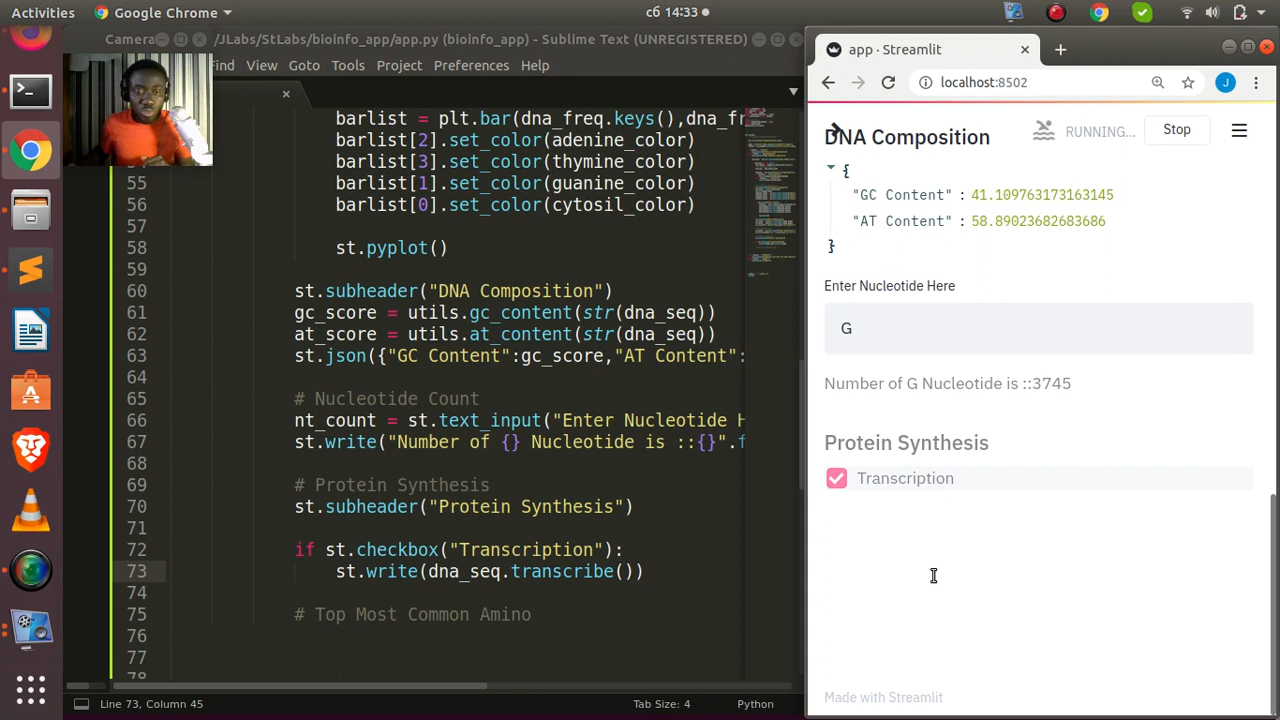 Activities
Google Chrome
сб 14:33
Camera
/JLabs/StLabs/bioinfo_app/app.py (bioinfo_app) - Sublime Text (UNREGISTERED)
Find View Goto Tools Project Preferences Help
barlist = plt.bar(dna_freq.keys(),dna_fr
barlist[2].set_color(adenine_color)
barlist[3].set_color(thymine_color)
55 barlist[1].set_color(guanine_color)
56 barlist[0].set_color(cytosil_color)
57
58 st.pyplot()
59
60 st.subheader("DNA Composition")
61 gc_score = utils.gc_content(str(dna_seq))
62 at_score = utils.at_content(str(dna_seq))
63 st.json({"GC Content":gc_score,"AT Content":
64
65 # Nucleotide Count
66 nt_count = st.text_input("Enter Nucleotide H
67 st.write("Number of {} Nucleotide is ::{}".f
68
69 # Protein Synthesis
70 st.subheader("Protein Synthesis")
71
72 if st.checkbox("Transcription"):
73 st.write(dna_seq.transcribe())
74
75 # Top Most Common Amino
76
77
78
Line 73, Column 45
Tab Size: 4
Python
app · Streamlit
localhost:8502
J
DNA Composition
RUNNING...
Stop
{
"GC Content" : 41.109763173163145
"AT Content" : 58.89023682683686
}
Enter Nucleotide Here
G
Number of G Nucleotide is ::3745
Protein Synthesis
Transcription
Made with Streamlit